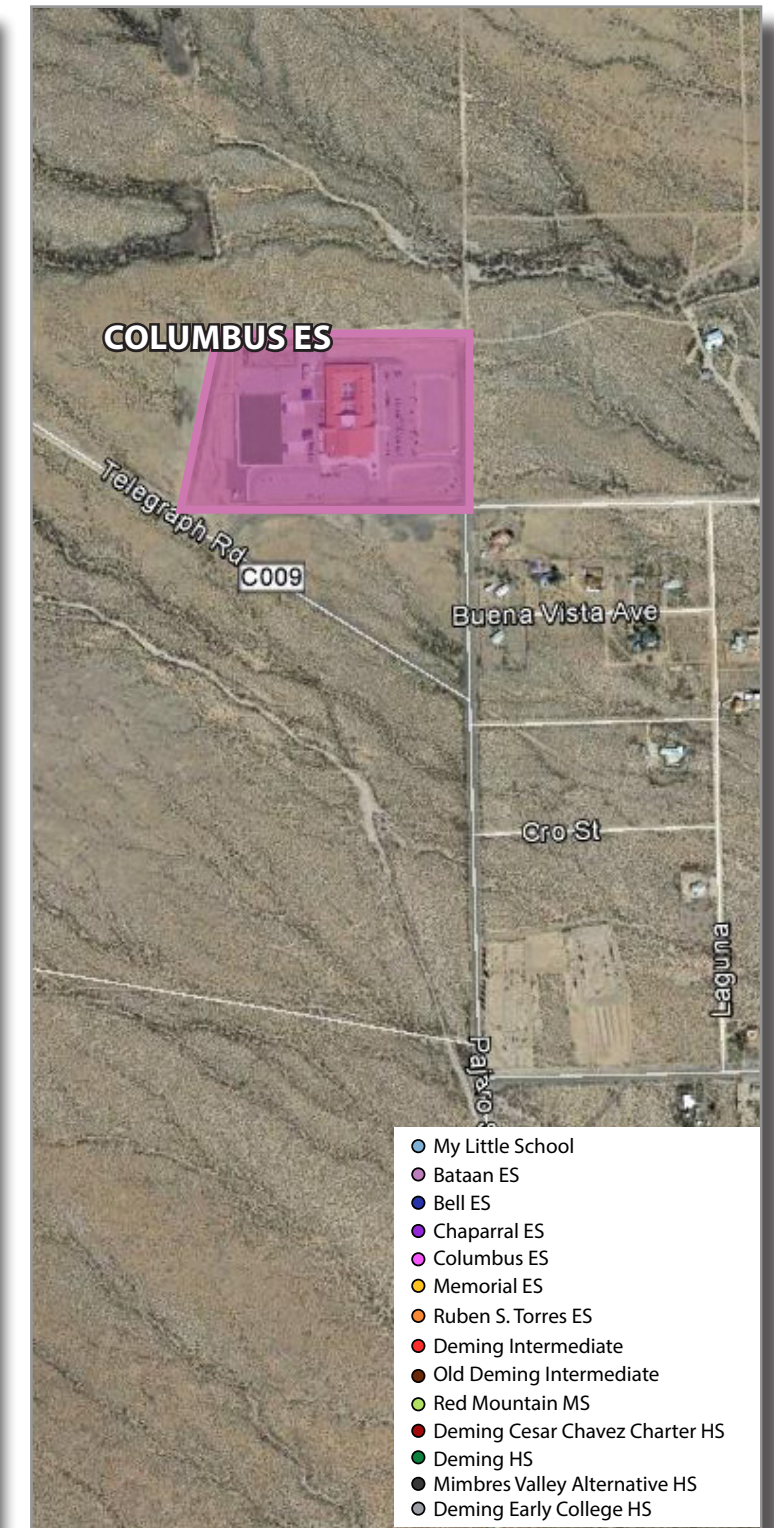 COLUMBUS ES
Telegraph Rd
C009
Buena Vista Ave
Cro St
Laguna
Pajaro S
My Little School
Bataan ES
Bell ES
Chaparral ES
Columbus ES
Memorial ES
Ruben S. Torres ES
Deming Intermediate
Old Deming Intermediate
Red Mountain MS
Deming Cesar Chavez Charter HS
Deming HS
Mimbres Valley Alternative HS
Deming Early College HS